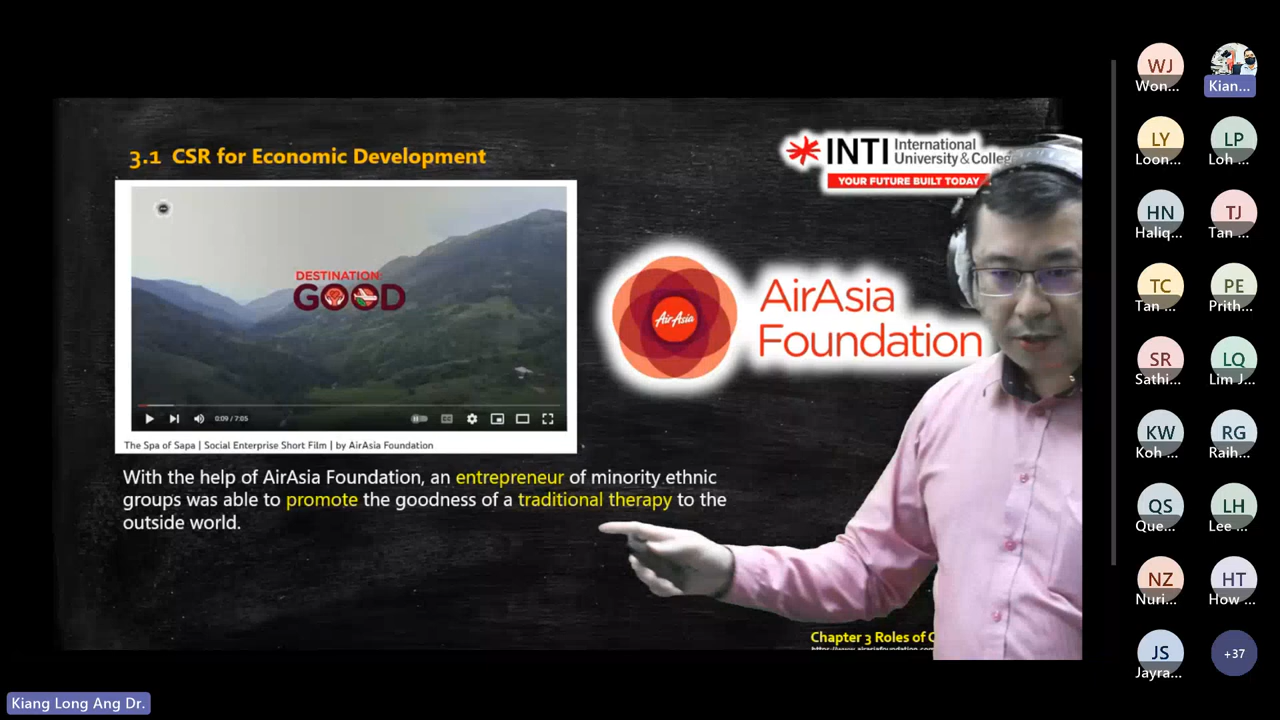 3.1 CSR for Economic Development
INTI International
University & Colleg
YOUR FUTURE BUILT TODAY
DESTINATION:
GOOD
0:09 / 7:05
The Spa of Sapa | Social Enterprise Short Film | by AirAsia Foundation
AirAsia
AirAsia
Foundation
With the help of AirAsia Foundation, an entrepreneur of minority ethnic
groups was able to promote the goodness of a traditional therapy to the
outside world.
Chapter 3 Roles of C
Kiang Long Ang Dr.
WJ
Won...
Kian...
LY
Loon...
LP
Loh ...
HN
Haliq...
TJ
Tan ...
TC
Tan ...
PE
Prith...
SR
Sathi...
LQ
Lim J...
KW
Koh ...
RG
Raih...
QS
Que...
LH
Lee ...
NZ
Nuri...
HT
How ...
JS
Jayra...
+37